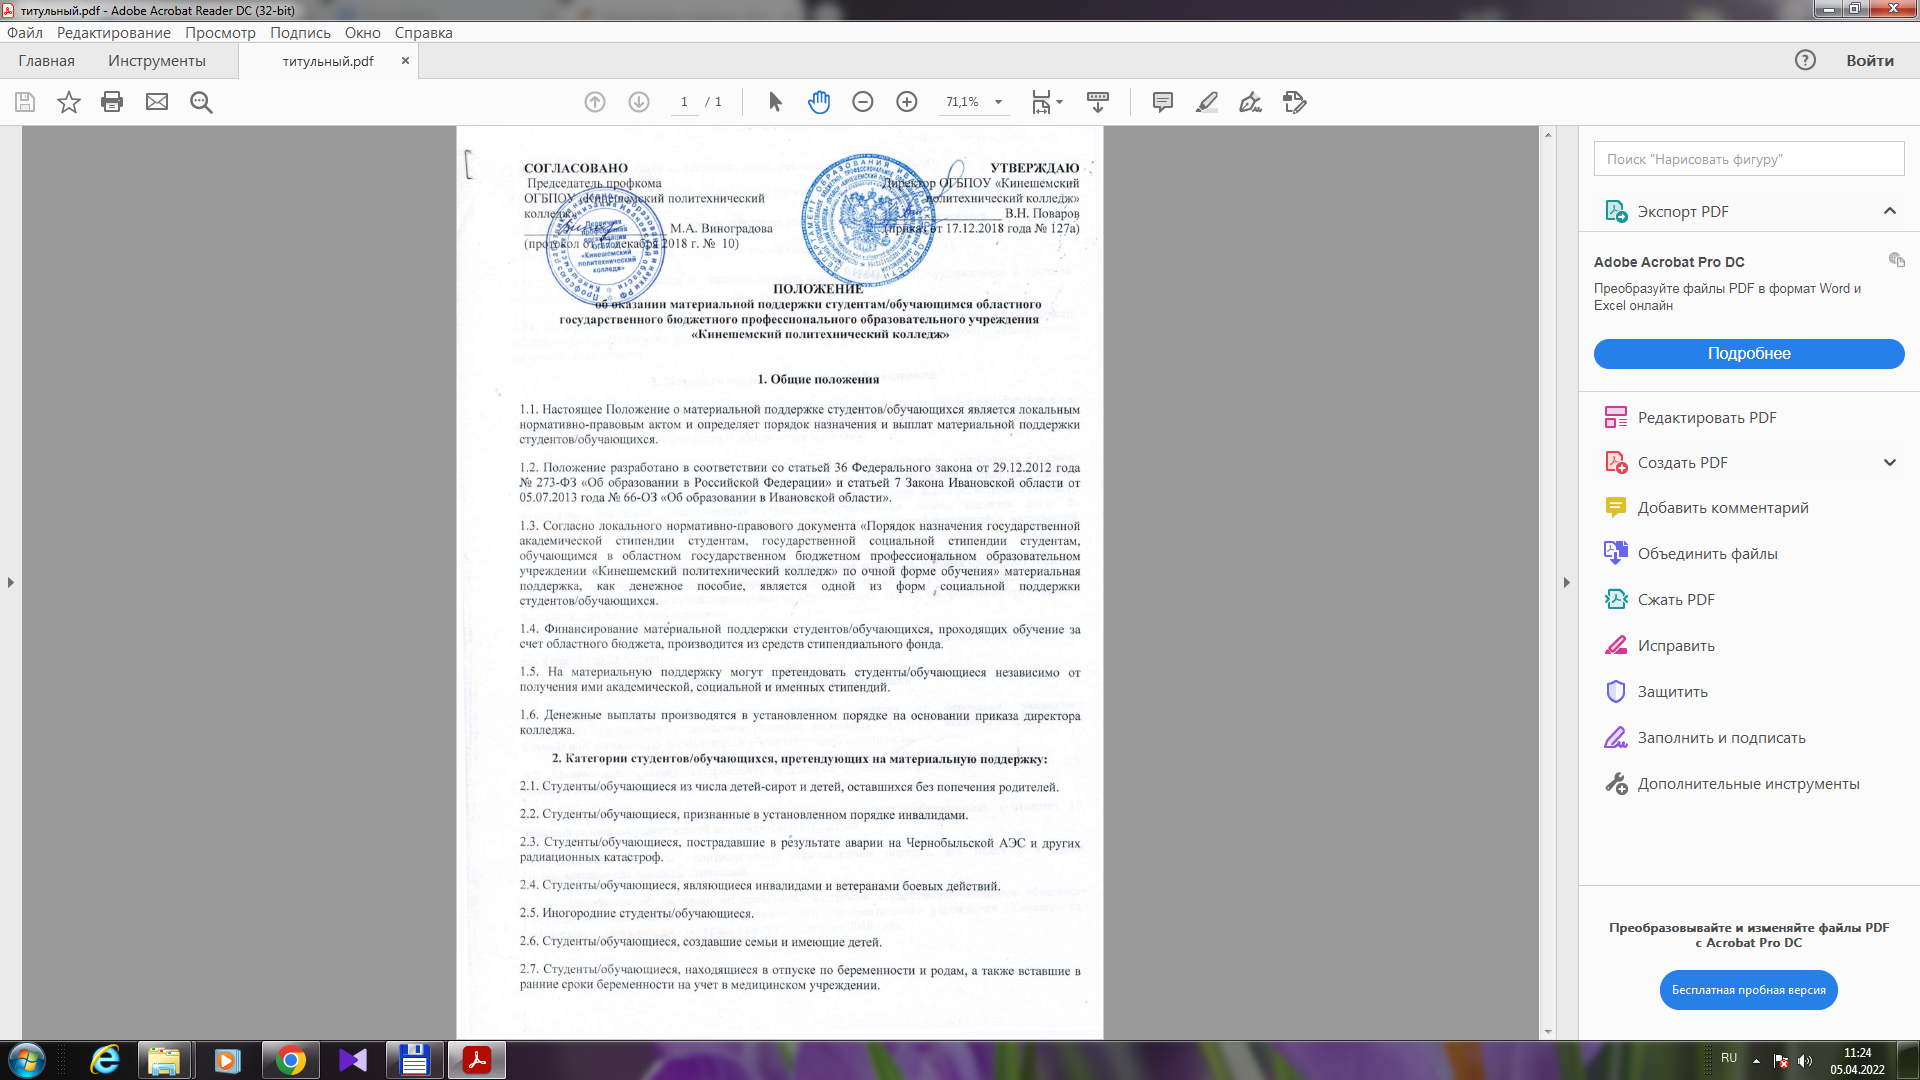 титульный.pdf - Adobe Acrobat Reader DC (32-bit)
Файл Редактирование Просмотр Подпись Окно Справка
Главная Инструменты титульный.pdf × Войти
1 / 1 71,1%
СОГЛАСОВАНО
Председатель профкома
ОГБПОУ «Кинешемский политехнический
колледж»
М.А. Виноградова
(протокол от декабря 2018 г. № 10)
УТВЕРЖДАЮ
Директор ОГБПОУ «Кинешемский
политехнический колледж»
В.Н. Поваров
(приказ от 17.12.2018 года № 127а)
Первичная
профсоюзная
организация
ОГБПОУ
«Кинешемский
политехнический
колледж»
ПОЛОЖЕНИЕ
об оказании материальной поддержки студентам/обучающимся областного
государственного бюджетного профессионального образовательного учреждения
«Кинешемский политехнический колледж»
1. Общие положения
1.1. Настоящее Положение о материальной поддержке студентов/обучающихся является локальным
нормативно-правовым актом и определяет порядок назначения и выплат материальной поддержки
студентов/обучающихся.
1.2. Положение разработано в соответствии со статьей 36 Федерального закона от 29.12.2012 года
№ 273-ФЗ «Об образовании в Российской Федерации» и статьей 7 Закона Ивановской области от
05.07.2013 года № 66-ОЗ «Об образовании в Ивановской области».
1.3. Согласно локального нормативно-правового документа «Порядок назначения государственной
академической стипендии студентам, государственной социальной стипендии студентам,
обучающимся в областном государственном бюджетном профессиональном образовательном
учреждении «Кинешемский политехнический колледж» по очной форме обучения» материальная
поддержка, как денежное пособие, является одной из форм социальной поддержки
студентов/обучающихся.
1.4. Финансирование материальной поддержки студентов/обучающихся, проходящих обучение за
счет областного бюджета, производится из средств стипендиального фонда.
1.5. На материальную поддержку могут претендовать студенты/обучающиеся независимо от
получения ими академической, социальной и именных стипендий.
1.6. Денежные выплаты производятся в установленном порядке на основании приказа директора
колледжа.
2. Категории студентов/обучающихся, претендующих на материальную поддержку:
2.1. Студенты/обучающиеся из числа детей-сирот и детей, оставшихся без попечения родителей.
2.2. Студенты/обучающиеся, признанные в установленном порядке инвалидами.
2.3. Студенты/обучающиеся, пострадавшие в результате аварии на Чернобыльской АЭС и других
радиационных катастроф.
2.4. Студенты/обучающиеся, являющиеся инвалидами и ветеранами боевых действий.
2.5. Иногородние студенты/обучающиеся.
2.6. Студенты/обучающиеся, создавшие семьи и имеющие детей.
2.7. Студенты/обучающиеся, находящиеся в отпуске по беременности и родам, а также вставшие в
ранние сроки беременности на учет в медицинском учреждении.
Поиск "Нарисовать фигуру"
Экспорт PDF
Adobe Acrobat Pro DC
Преобразуйте файлы PDF в формат Word и
Excel онлайн
Подробнее
Редактировать PDF
Создать PDF
Добавить комментарий
Объединить файлы
Сжать PDF
Исправить
Защитить
Заполнить и подписать
Дополнительные инструменты
Преобразовывайте и изменяйте файлы PDF
с Acrobat Pro DC
Бесплатная пробная версия
RU
11:24
05.04.2022